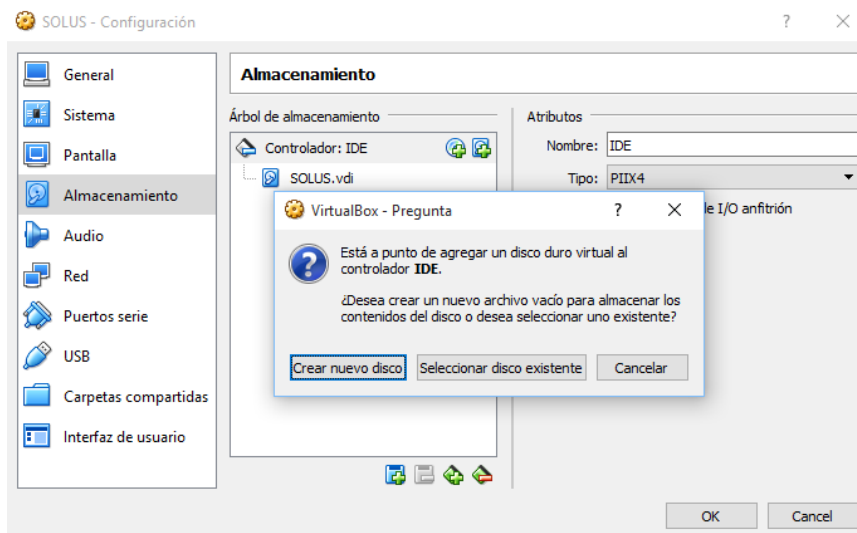 SOLUS - Configuración
General
Sistema
Pantalla
Almacenamiento
Audio
Red
Puertos serie
USB
Carpetas compartidas
Interfaz de usuario
Almacenamiento
Árbol de almacenamiento
Controlador: IDE
SOLUS.vdi
Atributos
Nombre: IDE
Tipo: PIIX4
de I/O anfitrión
VirtualBox - Pregunta
Está a punto de agregar un disco duro virtual al
controlador IDE.
¿Desea crear un nuevo archivo vacío para almacenar los
contenidos del disco o desea seleccionar uno existente?
Crear nuevo disco
Seleccionar disco existente
Cancelar
OK
Cancel